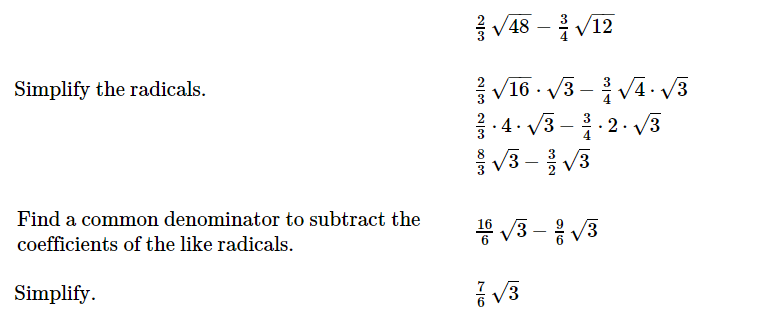 2/3 √48 − 3/4 √12
Simplify the radicals. 2/3 √16 · √3 − 3/4 √4 · √3
2/3 · 4 · √3 − 3/4 · 2 · √3
8/3 √3 − 3/2 √3
Find a common denominator to subtract the
coefficients of the like radicals. 16/6 √3 − 9/6 √3
Simplify. 7/6 √3